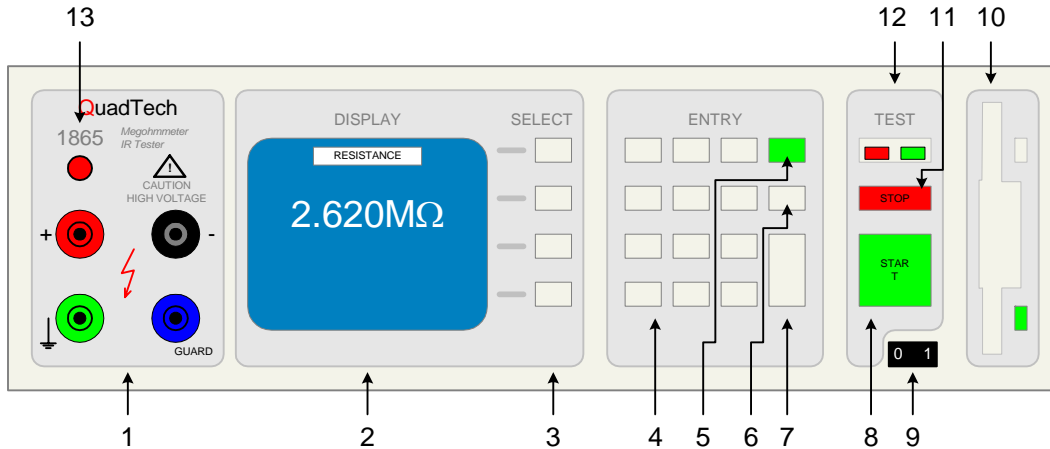 13
12
11
10
QuadTech
1865
Megohmmeter
IR Tester
CAUTION
HIGH VOLTAGE
+
-
GUARD
DISPLAY
RESISTANCE
2.620MΩ
SELECT
ENTRY
TEST
STOP
STAR
T
0 1
1
2
3
4
5
6
7
8
9